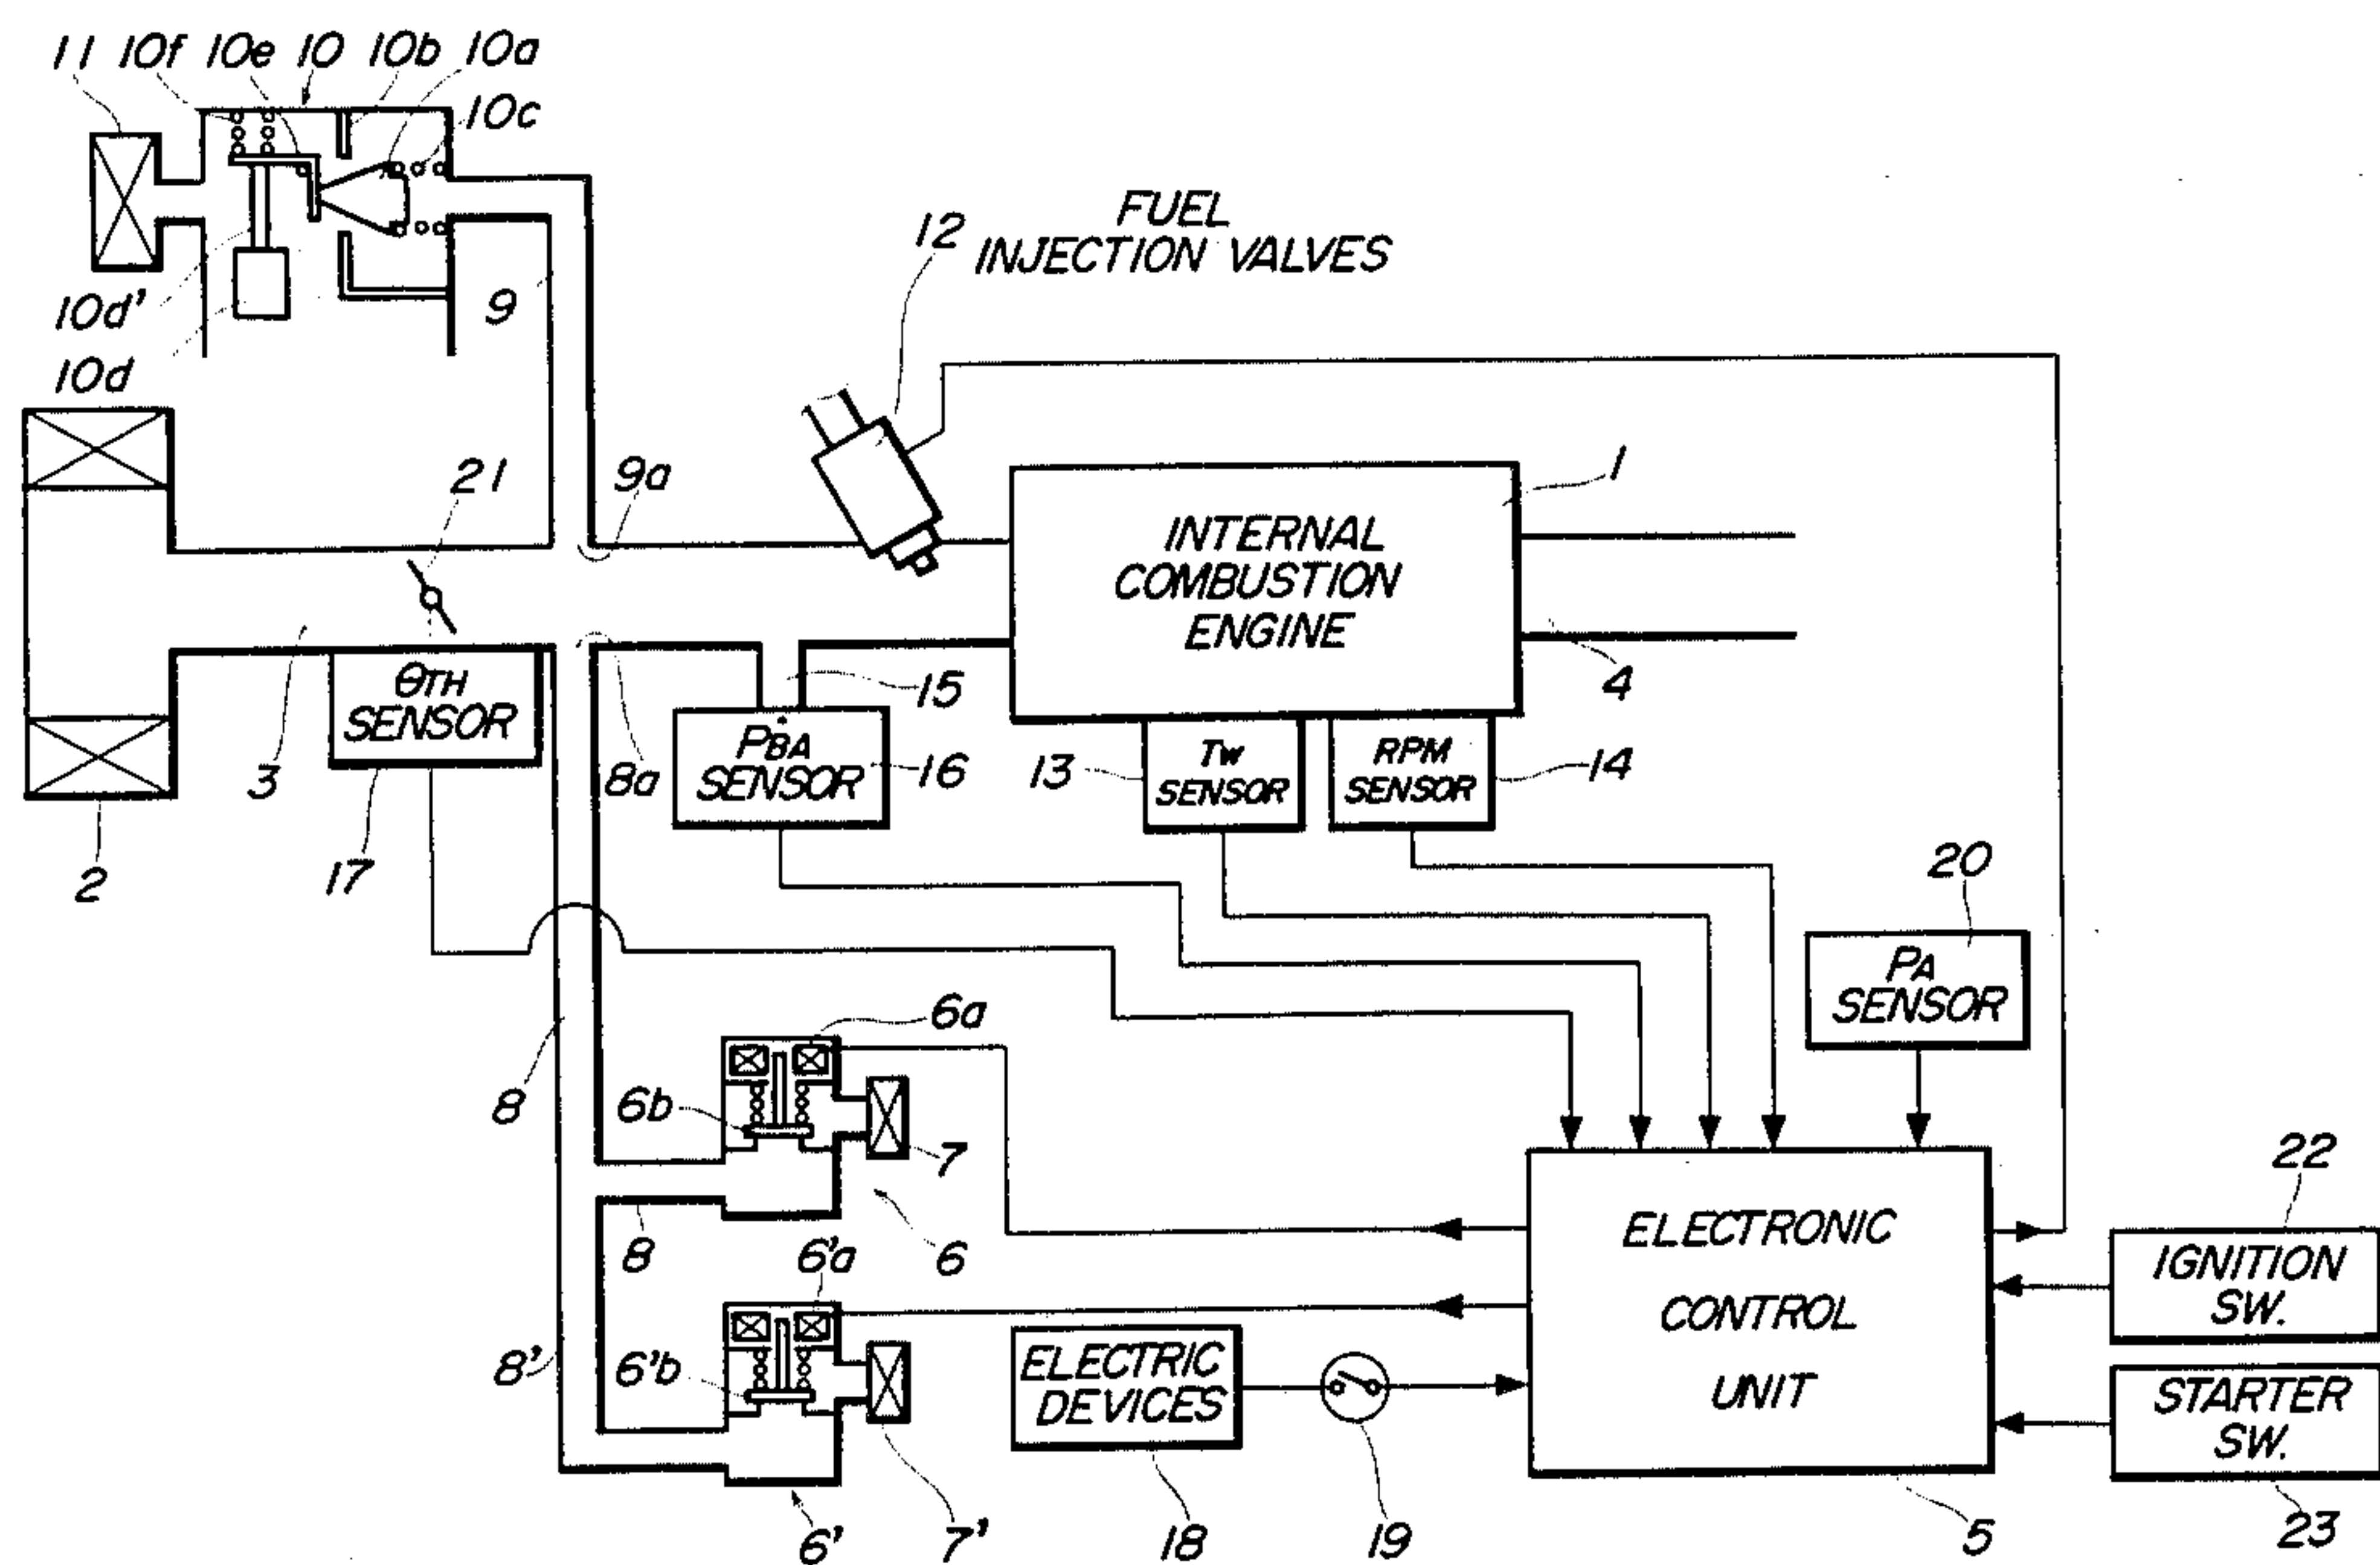 11 10f 10e 10 10b 10a
10c
12
FUEL
INJECTION VALVES
10d' 9
10d
21 9a
1
INTERNAL
COMBUSTION
ENGINE
θTH
SENSOR
15
4
3 8a
PBA
SENSOR
16
13
TW
SENSOR
RPM
SENSOR
14
2 17
20
PA
SENSOR
6a
8 6b
7
22
8 6
6'a
ELECTRONIC
CONTROL
UNIT
IGNITION
SW.
8' 6'b
ELECTRIC
DEVICES
STARTER
SW.
6' 7' 18 19 5 23